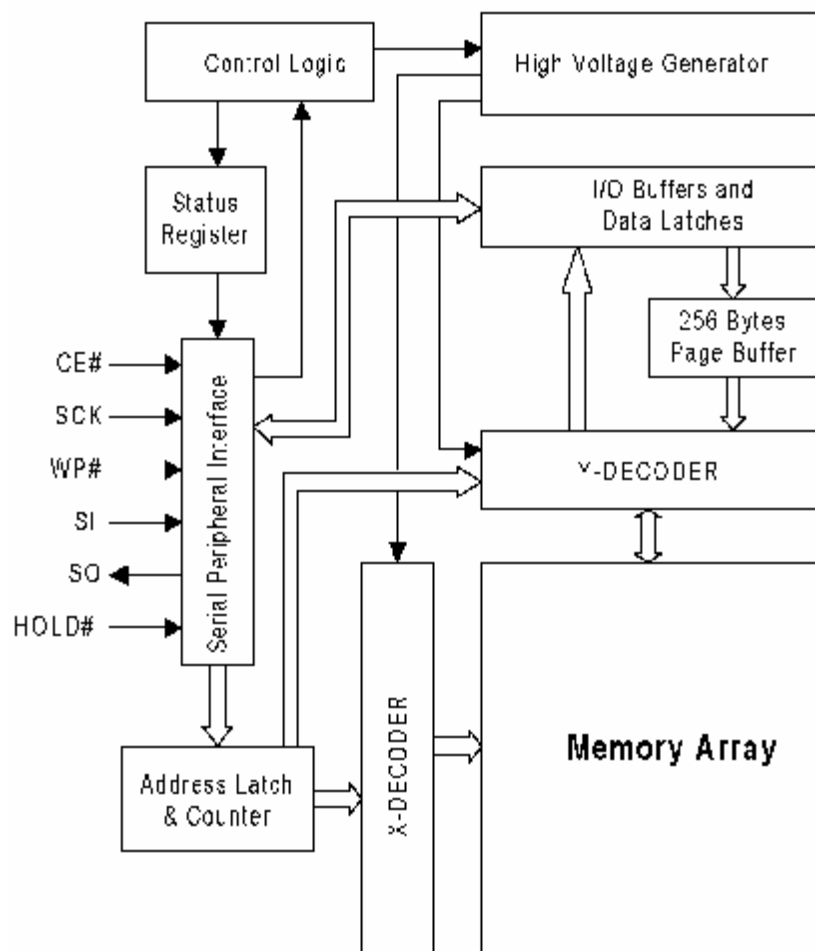 Control Logic
High Voltage Generator
Status
Register
I/O Buffers and
Data Latches
256 Bytes
Page Buffer
CE#
SCK
WP#
SI
SO
HOLD#
Serial Peripheral Interface
Y-DECODER
X-DECODER
Memory Array
Address Latch
& Counter